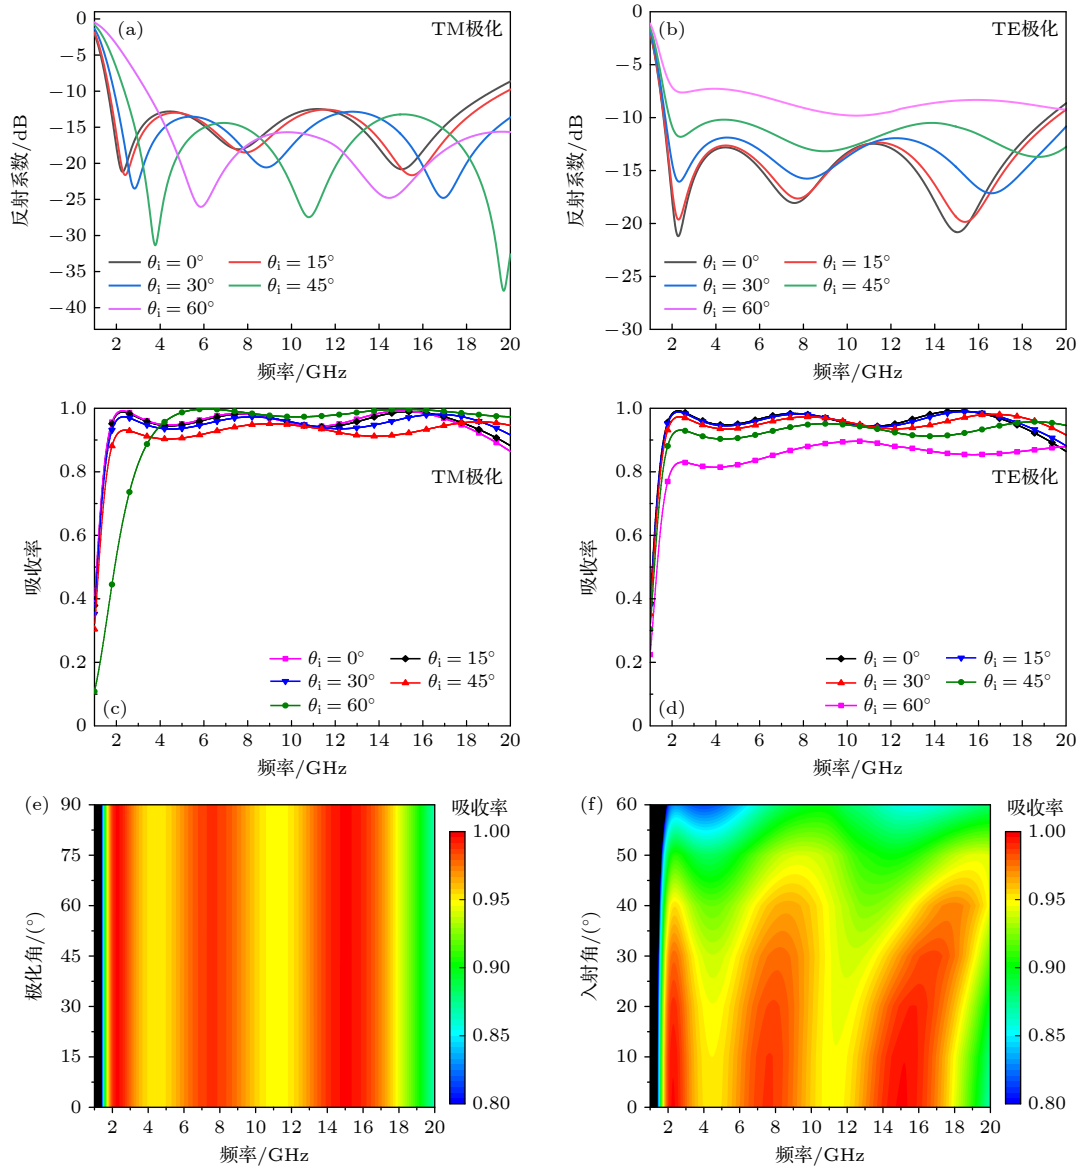 (a)
TM极化
0
−5
−10
−15
−20
−25
−30
−35
−40
反射系数/dB
θi = 0° θi = 15°
θi = 30° θi = 45°
θi = 60°
2 4 6 8 10 12 14 16 18 20
频率/GHz
(b)
TE极化
0
−5
−10
−15
−20
−25
−30
反射系数/dB
θi = 0° θi = 15°
θi = 30° θi = 45°
θi = 60°
2 4 6 8 10 12 14 16 18 20
频率/GHz
1.0
0.8
0.6
0.4
0.2
0
吸收率
TM极化
θi = 0° θi = 15°
θi = 30° θi = 45°
θi = 60°
(c)
2 4 6 8 10 12 14 16 18 20
频率/GHz
1.0
0.8
0.6
0.4
0.2
0
吸收率
TE极化
θi = 0° θi = 15°
θi = 30° θi = 45°
θi = 60°
(d)
2 4 6 8 10 12 14 16 18 20
频率/GHz
(e)
吸收率
90
75
60
45
30
15
0
极化角/(°)
1.00
0.95
0.90
0.85
0.80
2 4 6 8 10 12 14 16 18 20
频率/GHz
(f)
吸收率
60
50
40
30
20
10
0
入射角/(°)
1.00
0.95
0.90
0.85
0.80
2 4 6 8 10 12 14 16 18 20
频率/GHz